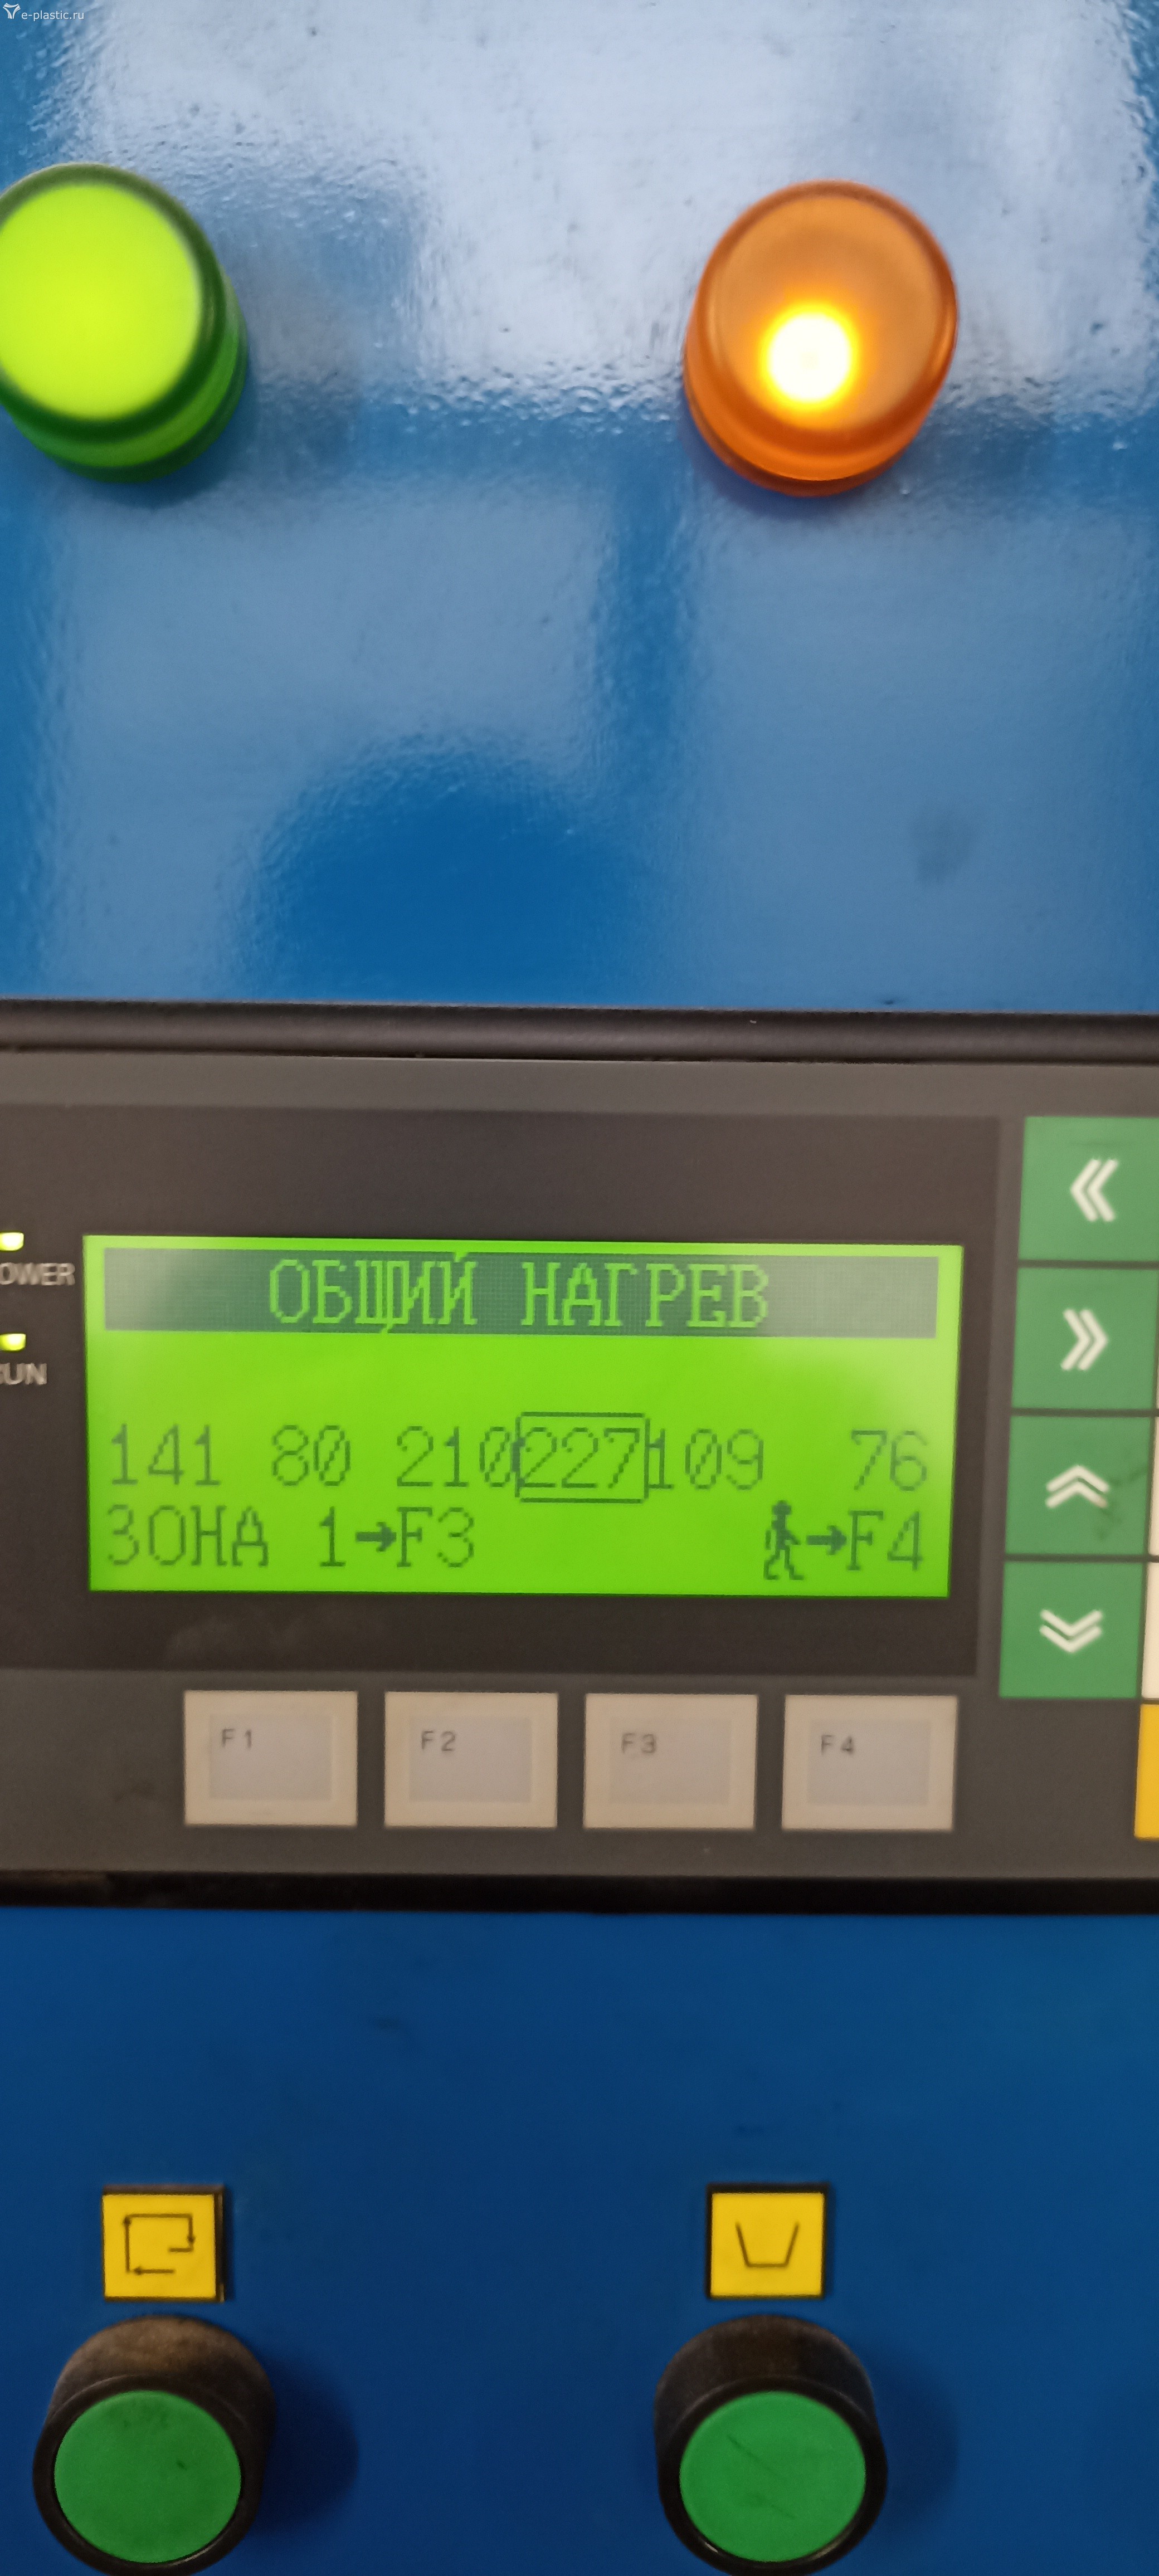 e-plastic.ru
OWER
ОБЩИЙ НАГРЕВ
UN
141 80 210 227 109 76
ЗОНА 1→F3 →F4
F1 F2 F3 F4